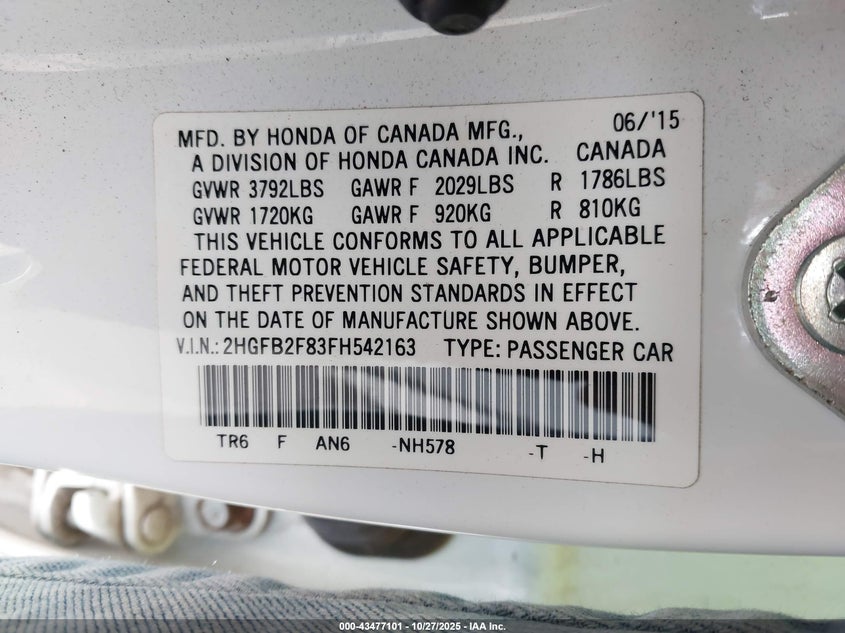 06/'15
MFD. BY HONDA OF CANADA MFG.,
A DIVISION OF HONDA CANADA INC. CANADA
GVWR 3792LBS GAWR F 2029LBS R 1786LBS
GVWR 1720KG GAWR F 920KG R 810KG
THIS VEHICLE CONFORMS TO ALL APPLICABLE
FEDERAL MOTOR VEHICLE SAFETY, BUMPER,
AND THEFT PREVENTION STANDARDS IN EFFECT
ON THE DATE OF MANUFACTURE SHOWN ABOVE.
V.I.N.: 2HGFB2F83FH542163 TYPE: PASSENGER CAR
TR6 F AN6 -NH578 -T -H
000-43477101 | 10/27/2025 - IAA Inc.